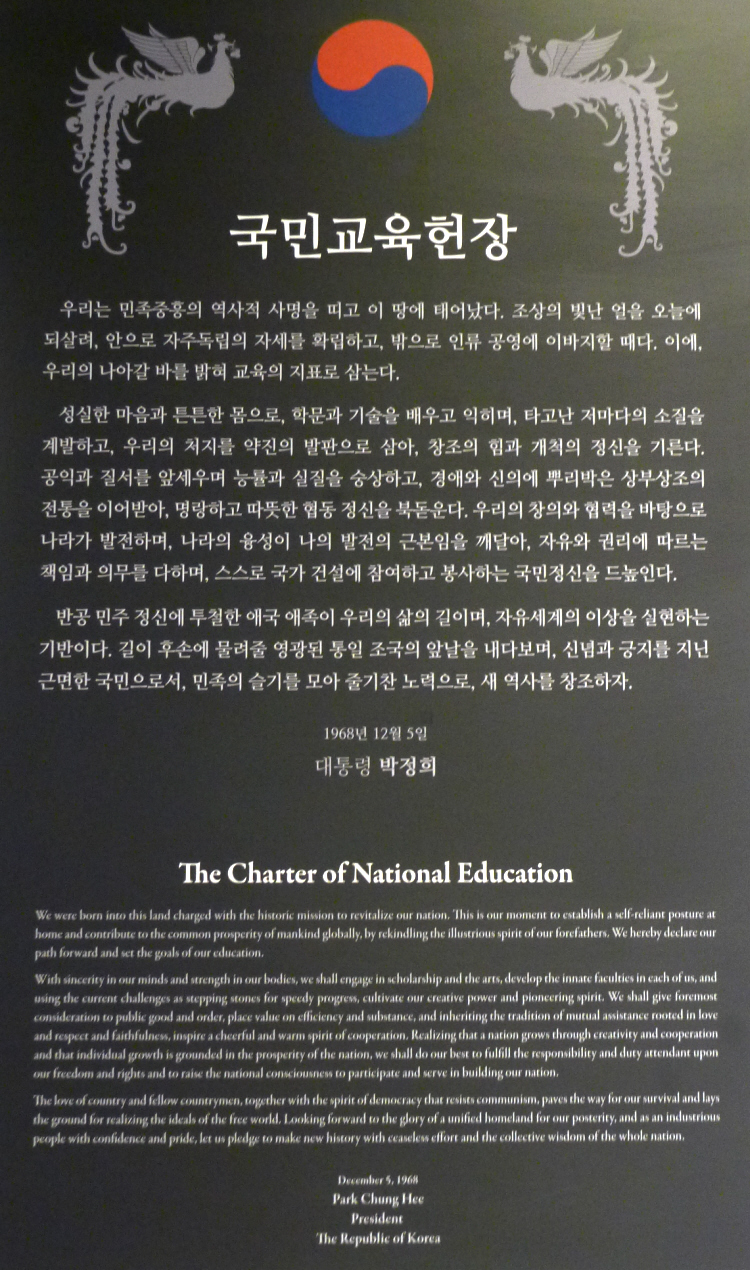 국민교육헌장
우리는 민족중흥의 역사적 사명을 띠고 이 땅에 태어났다. 조상의 빛난 얼을 오늘에
되살려, 안으로 자주독립의 자세를 확립하고, 밖으로 인류 공영에 이바지할 때다. 이에,
우리의 나아갈 바를 밝혀 교육의 지표로 삼는다.
성실한 마음과 튼튼한 몸으로, 학문과 기술을 배우고 익히며, 타고난 저마다의 소질을
계발하고, 우리의 처지를 약진의 발판으로 삼아, 창조의 힘과 개척의 정신을 기른다.
공익과 질서를 앞세우며 능률과 실질을 숭상하고, 경애와 신의에 뿌리박은 상부상조의
전통을 이어받아, 명랑하고 따뜻한 협동 정신을 북돋운다. 우리의 창의와 협력을 바탕으로
나라가 발전하며, 나라의 융성이 나의 발전의 근본임을 깨달아, 자유와 권리에 따르는
책임과 의무를 다하며, 스스로 국가 건설에 참여하고 봉사하는 국민정신을 드높인다.
반공 민주 정신에 투철한 애국 애족이 우리의 삶의 길이며, 자유세계의 이상을 실현하는
기반이다. 길이 후손에 물려줄 영광된 통일 조국의 앞날을 내다보며, 신념과 긍지를 지닌
근면한 국민으로서, 민족의 슬기를 모아 줄기찬 노력으로, 새 역사를 창조하자.
1968년 12월 5일
대통령 박정희
The Charter of National Education
We were born into this land charged with the historic mission to revitalize our nation. This is our moment to establish a self-reliant posture at
home and contribute to the common prosperity of mankind globally, by rekindling the illustrious spirit of our forefathers. We hereby declare our
path forward and set the goals of our education.
With sincerity in our minds and strength in our bodies, we shall engage in scholarship and the arts, develop the innate faculties in each of us, and
using the current challenges as stepping stones for speedy progress, cultivate our creative power and pioneering spirit. We shall give foremost
consideration to public good and order, place value on efficiency and substance, and inheriting the tradition of mutual assistance rooted in love
and respect and faithfulness, inspire a cheerful and warm spirit of cooperation. Realizing that a nation grows through creativity and cooperation
and that individual growth is grounded in the prosperity of the nation, we shall do our best to fulfill the responsibility and duty attendant upon
our freedom and rights and to raise the national consciousness to participate and serve in building our nation.
The love of country and fellow countrymen, together with the spirit of democracy that resists communism, paves the way for our survival and lays
the ground for realizing the ideals of the free world. Looking forward to the glory of a unified homeland for our posterity, and as an industrious
people with confidence and pride, let us pledge to make new history with ceaseless effort and the collective wisdom of the whole nation.
December 5, 1968
Park Chung Hee
President
The Republic of Korea